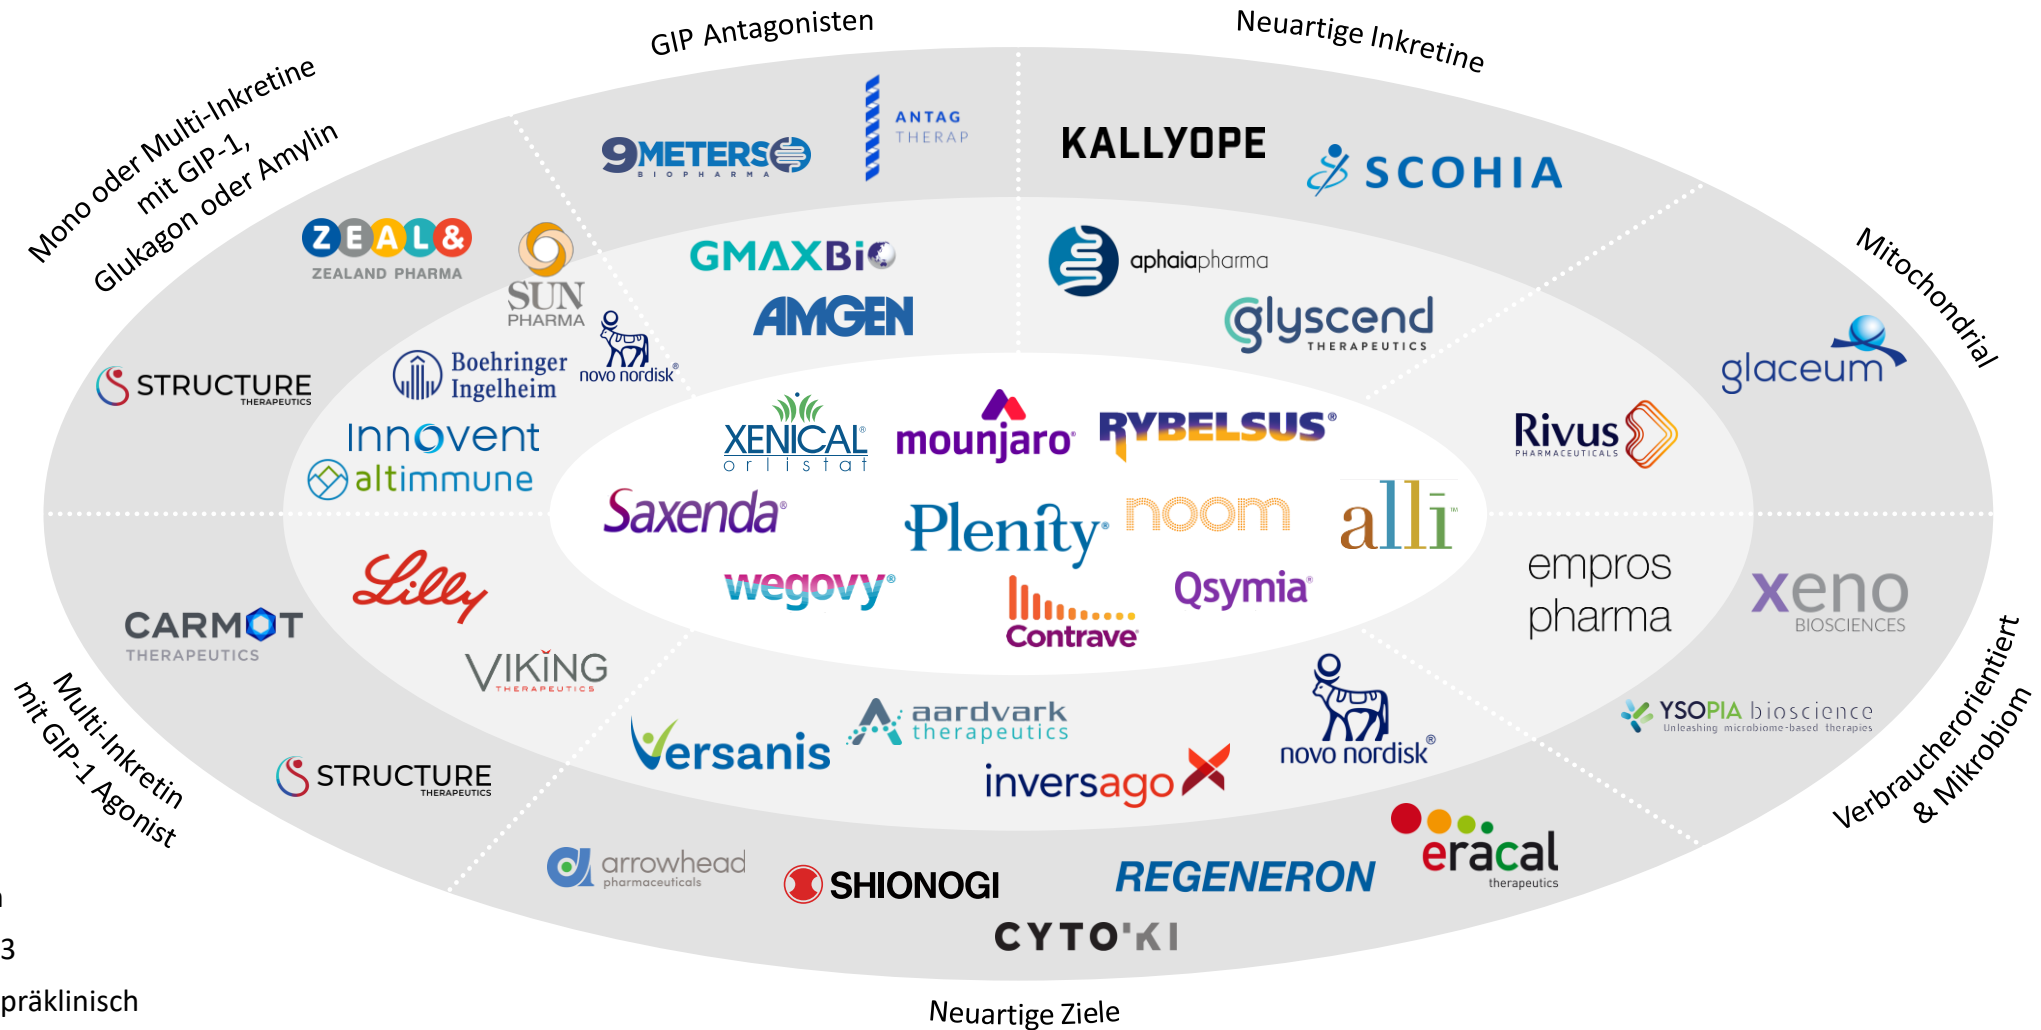 GIP Antagonisten
Neuartige Inkretine
Mono oder Multi-Inkretine
mit GIP-1,
Glukagon oder Amylin
Mitochondrial
9METERS
BIOPHARMA
ANTAG
THERAP
KALLYOPE
SCOHIA
ZEAL&
ZEALAND PHARMA
SUN
PHARMA
GMAXBiO
AMGEN
aphaiapharma
glyscend
THERAPEUTICS
glaceum
STRUCTURE
THERAPEUTICS
Boehringer
Ingelheim
novo nordisk®
Innovent
altimmune
XENICAL®
orlistat
mounjaro®
RYBELSUS®
Rivus
PHARMACEUTICALS
Saxenda®
Plenity®
noom
alli™
Lilly
wegovy®
Contrave®
Qsymia®
empros
pharma
xeno
BIOSCIENCES
CARMOT
THERAPEUTICS
VIKING
THERAPEUTICS
Versanis
aardvark
therapeutics
inversago
novo nordisk®
YSOPIA bioscience
Unleashing microbiome-based therapies
Multi-Inkretin
mit GIP-1 Agonist
STRUCTURE
THERAPEUTICS
Verbraucherorientiert
& Mikrobiom
arrowhead
pharmaceuticals
SHIONOGI
REGENERON
eracal
therapeutics
CYTO'KI
3
präklinisch
Neuartige Ziele